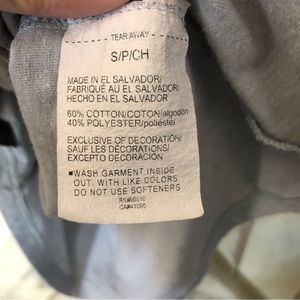 TEAR AWAY
S/P/CH
MADE IN EL SALVADOR/
FABRIQUÉ AU EL SALVADOR/
HECHO EN EL SALVADOR
60% COTTON/COTON/algodón
40% POLYESTER/poliéster
EXCLUSIVE OF DECORATION/
SAUF LES DÉCORATIONS/
EXCEPTO DECORACIÓN
▪WASH GARMENT INSIDE
OUT. WITH LIKE COLORS.
DO NOT USE SOFTENERS